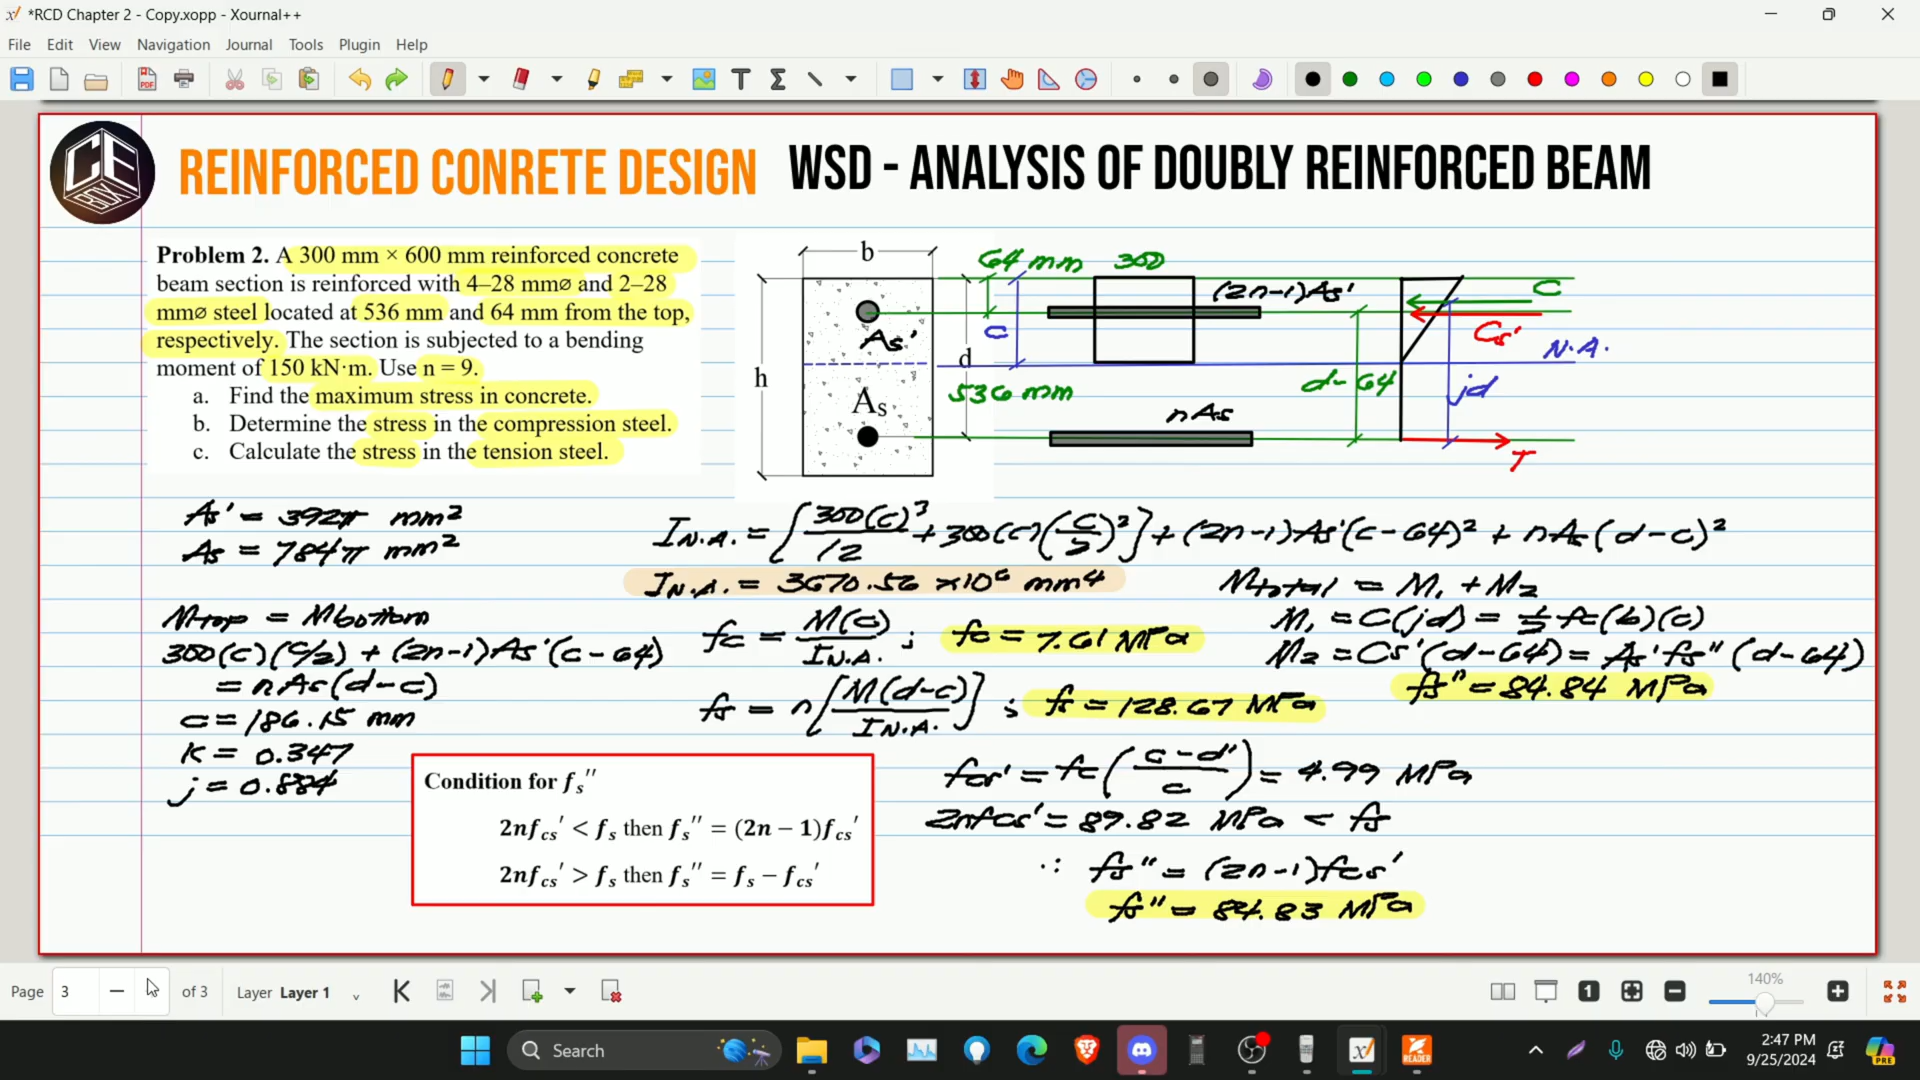 *RCD Chapter 2 - Copy.xopp - Xournal++
File Edit View Navigation Journal Tools Plugin Help
REINFORCED CONRETE DESIGN WSD - ANALYSIS OF DOUBLY REINFORCED BEAM
CE BOX
Problem 2. A 300 mm × 600 mm reinforced concrete
beam section is reinforced with 4–28 mmø and 2–28
mmø steel located at 536 mm and 64 mm from the top,
respectively. The section is subjected to a bending
moment of 150 kN·m. Use n = 9.
a. Find the maximum stress in concrete.
b. Determine the stress in the compression steel.
c. Calculate the stress in the tension steel.
b
h
d
As'
As
64 mm
536 mm
c
300
(2n-1)As'
nAs
d-64
C
Cs'
N.A.
jd
T
As' = 392π mm²
As = 784π mm²
Mtop = Mbottom
300(c)(c/2) + (2n-1)As'(c-64)
= nAs(d-c)
c = 186.15 mm
k = 0.347
j = 0.884
I N.A. = [300(c)³/12 + 300(c)(c/2)²] + (2n-1)As'(c-64)² + nAs(d-c)²
I N.A. = 3670.56 ×10⁶ mm⁴
fc = M(c)/I N.A. ; fc = 7.61 MPa
fs = n[M(d-c)/I N.A.] ; fs = 128.67 MPa
Mtotal = M₁ + M₂
M₁ = C(jd) = ½ fc(b)(c)
M₂ = Cs'(d-64) = As'fs''(d-64)
fs'' = 84.84 MPa
fcs' = fc((c-d')/c) = 4.99 MPa
2nfcs' = 89.82 MPa < fs
∴ fs'' = (2n-1)fcs'
fs'' = 84.83 MPa
Condition for fs''
2nfcs' < fs then fs'' = (2n − 1)fcs'
2nfcs' > fs then fs'' = fs − fcs'
Page 3 of 3 Layer Layer 1
140%
Search
READER
2:47 PM
9/25/2024
PRE